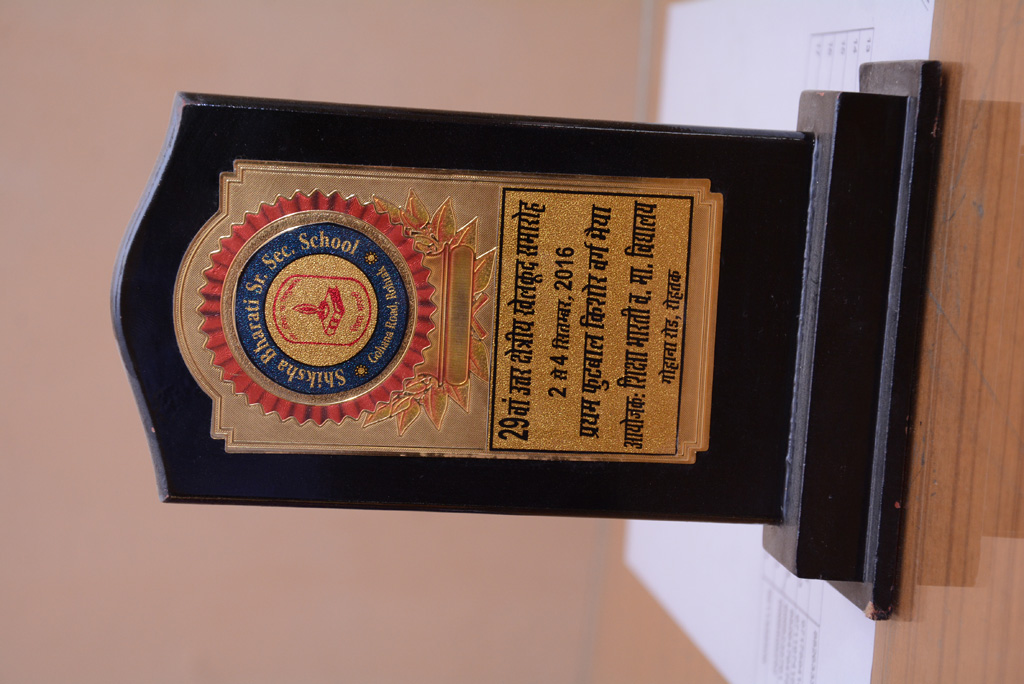 Shiksha Bharati Sr. Sec. School
Gohana Road, Rohtak
29वां उत्तर क्षेत्रीय खेलकूद समारोह
2 से 4 सितम्बर, 2016
प्रथम फुटबाल किशोर वर्ग भैया
आयोजक: शिक्षा भारती व. मा. विद्यालय
गोहाना रोड, रोहतक